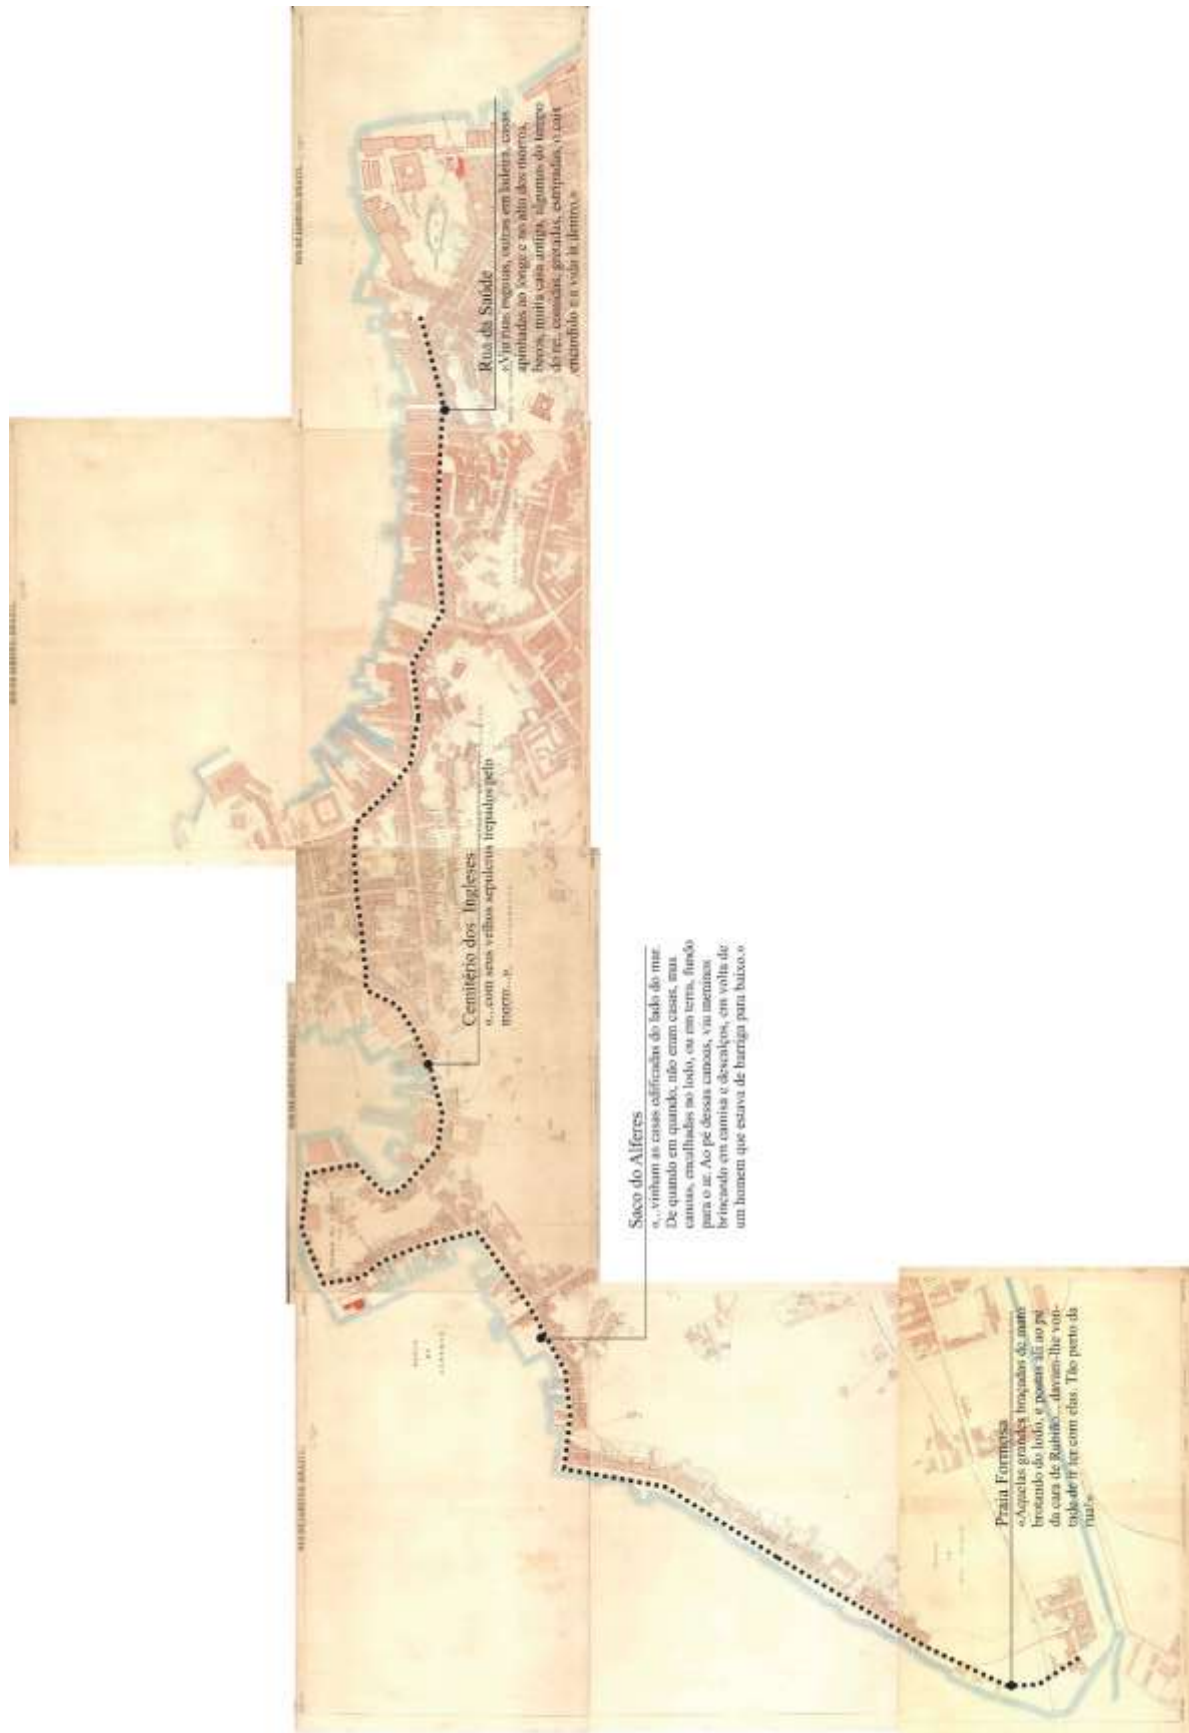 Praia Formosa
«Aquelas grandes braçadas de mato
brotando do lodo, e postas ali ao pé
da cara de Rubião... davam-lhe von-
tade de ir ter com elas. Tão perto da
rua!»
Saco do Alferes
«...vinham as casas edificadas do lado do mar.
De quando em quando, não eram casas, mas
canoas, encalhadas no lodo, ou em terra, fundo
para o ar. Ao pé dessas canoas, viu meninos
brincando em camisa e descalços, em volta de
um homem que estava de barriga para baixo.»
Cemitério dos Ingleses
«...com seus velhos sepulcros trepados pelo
morro...»
Rua da Saúde
«Viu ruas esguias, outras em ladeira, casas
apinhadas ao longe e no alto dos morros,
becos, muita casa antiga, algumas do tempo
do rei, comidas, gretadas, estripadas, o cais
encardido e a vida lá dentro.»